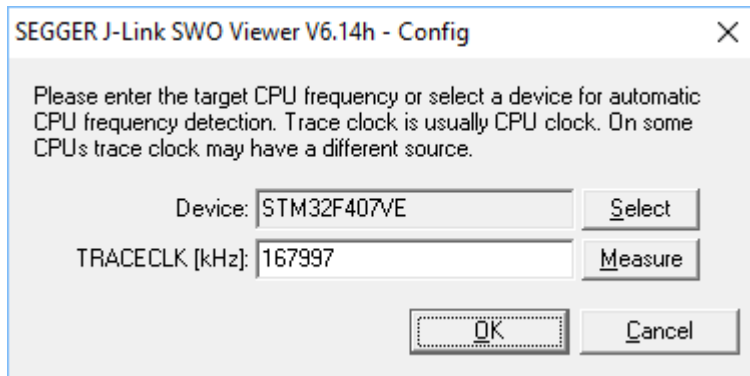 SEGGER J-Link SWO Viewer V6.14h - Config
Please enter the target CPU frequency or select a device for automatic
CPU frequency detection. Trace clock is usually CPU clock. On some
CPUs trace clock may have a different source.
Device: STM32F407VE Select
TRACECLK [kHz]: 167997 Measure
OK Cancel